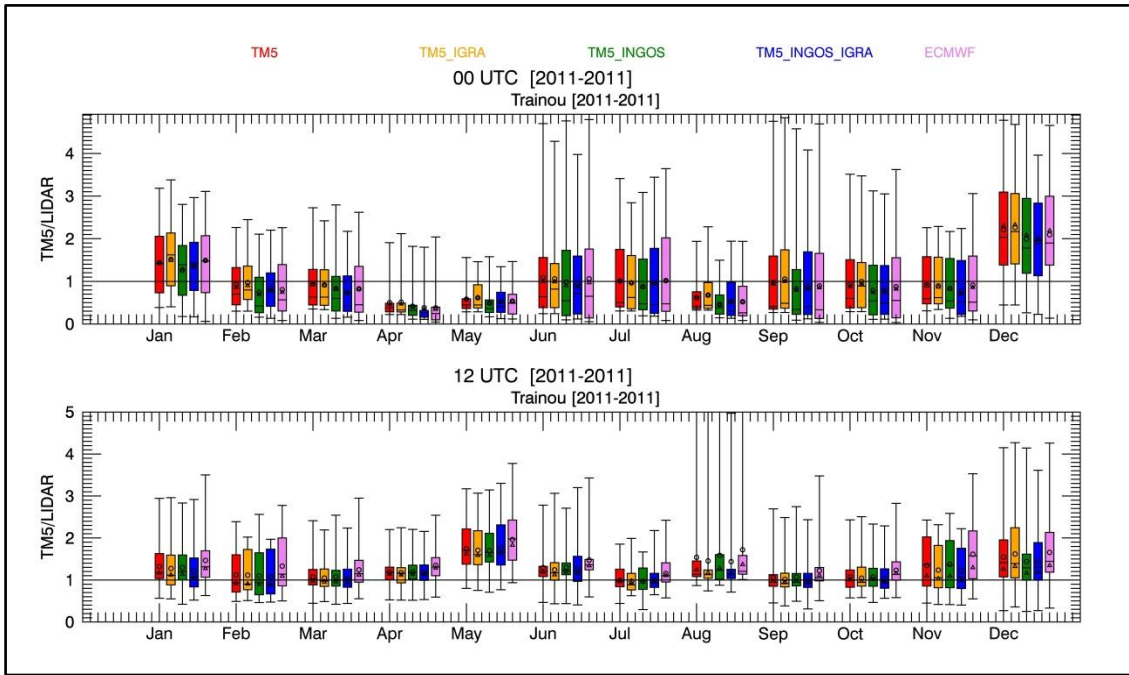 TM5 TM5_IGRA TM5_INGOS TM5_INGOS_IGRA ECMWF
00 UTC [2011-2011]
Trainou [2011-2011]
TM5/LIDAR
4
3
2
1
0
Jan Feb Mar Apr May Jun Jul Aug Sep Oct Nov Dec
12 UTC [2011-2011]
Trainou [2011-2011]
TM5/LIDAR
5
4
3
2
1
0
Jan Feb Mar Apr May Jun Jul Aug Sep Oct Nov Dec